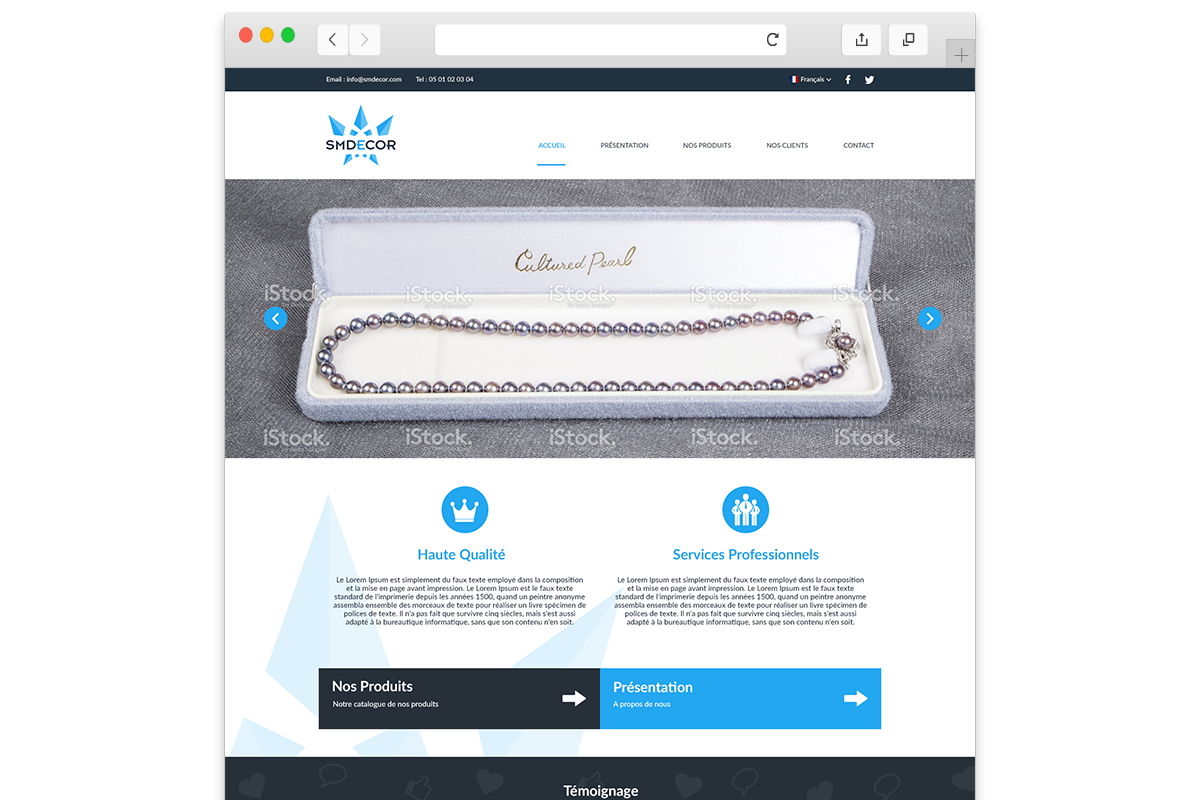 Email : info@smdecor.com Tel : 05 01 02 03 04 Français
SMDECOR
ACCUEIL PRÉSENTATION NOS PRODUITS NOS CLIENTS CONTACT
Cultured Pearl
iStock. iStock. iStock. iStock. iStock.
iStock. iStock. iStock. iStock. iStock.
Haute Qualité
Le Lorem Ipsum est simplement du faux texte employé dans la composition
et la mise en page avant impression. Le Lorem Ipsum est le faux texte
standard de l'imprimerie depuis les années 1500, quand un peintre anonyme
assembla ensemble des morceaux de texte pour réaliser un livre spécimen de
polices de texte. Il n'a pas fait que survivre cinq siècles, mais s'est aussi
adapté à la bureautique informatique, sans que son contenu n'en soit.
Services Professionnels
Le Lorem Ipsum est simplement du faux texte employé dans la composition
et la mise en page avant impression. Le Lorem Ipsum est le faux texte
standard de l'imprimerie depuis les années 1500, quand un peintre anonyme
assembla ensemble des morceaux de texte pour réaliser un livre spécimen de
polices de texte. Il n'a pas fait que survivre cinq siècles, mais s'est aussi
adapté à la bureautique informatique, sans que son contenu n'en soit.
Nos Produits
Notre catalogue de nos produits
Présentation
A propos de nous
Témoignage